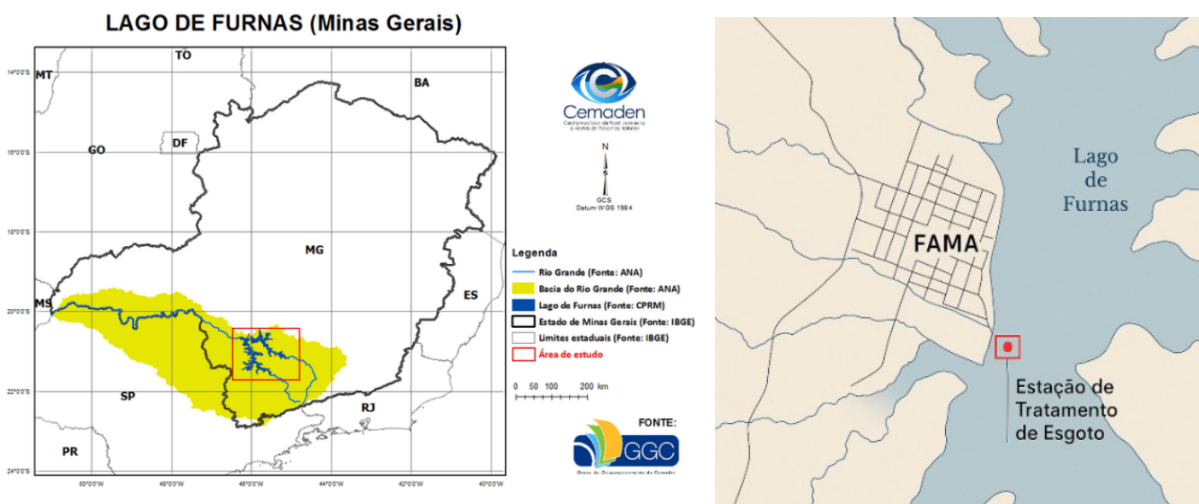 LAGO DE FURNAS (Minas Gerais)
TO
MT
BA
14°0'0"S
GO
DF
16°0'0"S
18°0'0"S
MG
ES
MS
20°0'0"S
SP
22°0'0"S
RJ
PR
24°0'0"S
50°0'0"W
48°0'0"W
46°0'0"W
44°0'0"W
42°0'0"W
40°0'0"W
Cemaden
N
GCS
Datum WGS 1984
Legenda
Rio Grande (Fonte: ANA)
Bacia do Rio Grande (Fonte: ANA)
Lago de Furnas (Fonte: CPRM)
Estado de Minas Gerais (Fonte: IBGE)
Limites estaduais (Fonte: IBGE)
Área de estudo
0 50 100 200 km
FONTE:
GGC
Lago
de
Furnas
FAMA
Estação de
Tratamento
de Esgoto